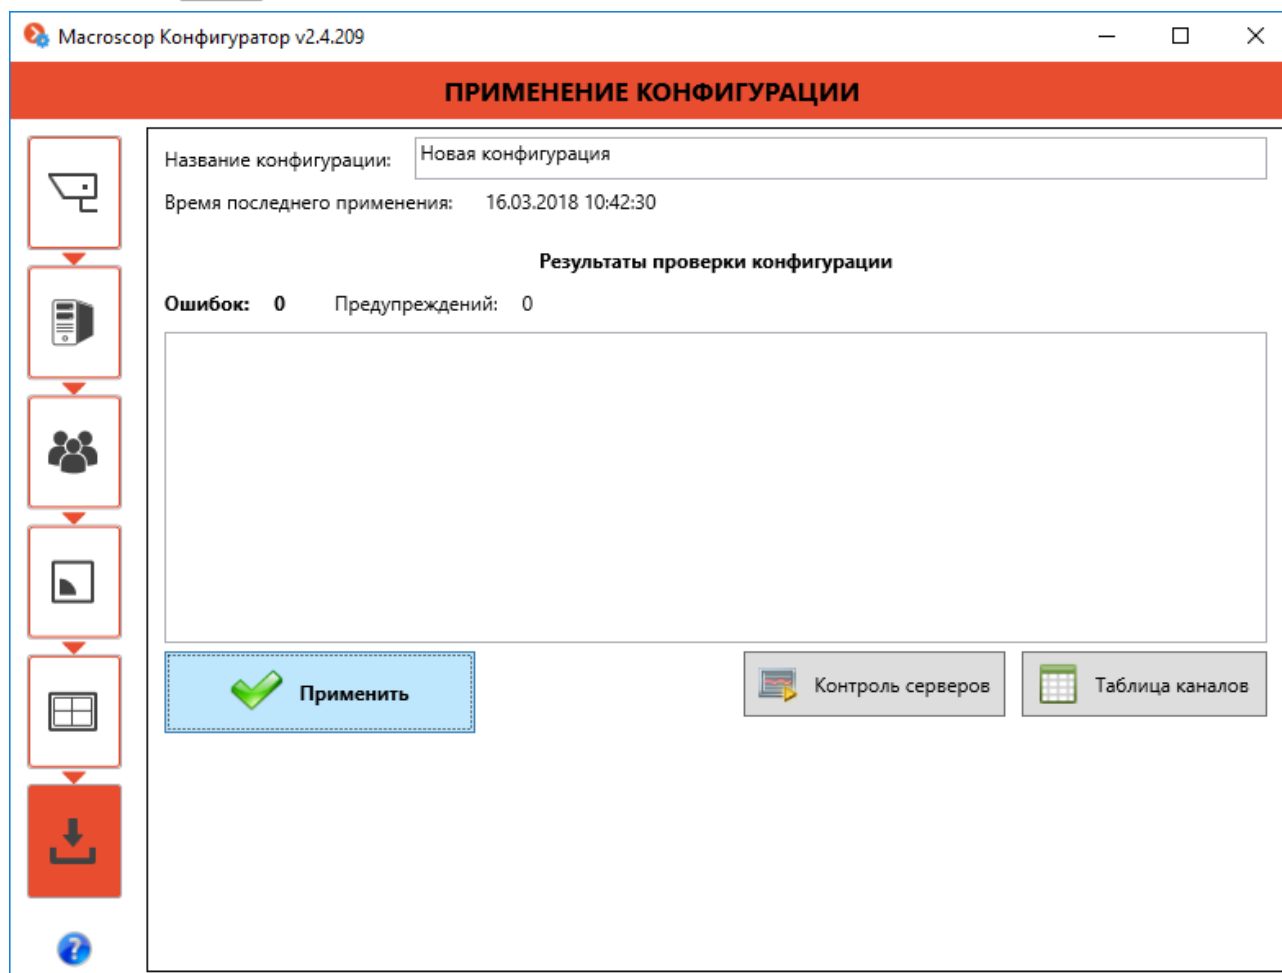 Macroscop Конфигуратор v2.4.209
ПРИМЕНЕНИЕ КОНФИГУРАЦИИ
Название конфигурации: Новая конфигурация
Время последнего применения: 16.03.2018 10:42:30
Результаты проверки конфигурации
Ошибок: 0 Предупреждений: 0
Применить Контроль серверов Таблица каналов
?